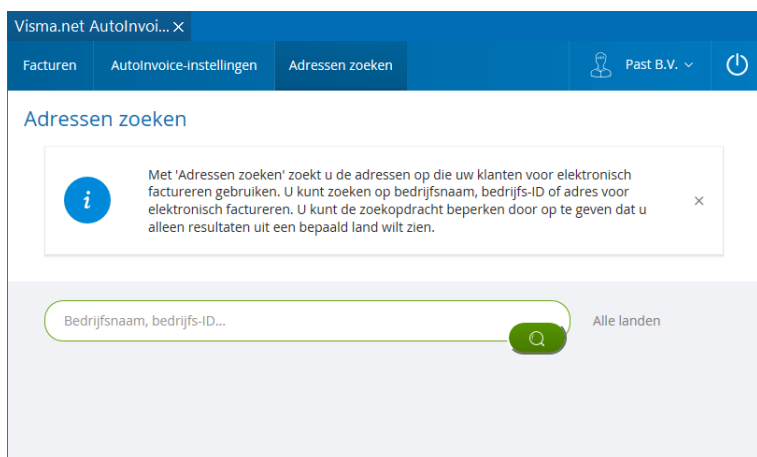 Visma.net AutoInvoi... ×
Facturen AutoInvoice-instellingen Adressen zoeken Past B.V.
Adressen zoeken
Met 'Adressen zoeken' zoekt u de adressen op die uw klanten voor elektronisch
factureren gebruiken. U kunt zoeken op bedrijfsnaam, bedrijfs-ID of adres voor
elektronisch factureren. U kunt de zoekopdracht beperken door op te geven dat u
alleen resultaten uit een bepaald land wilt zien.
Bedrijfsnaam, bedrijfs-ID... Alle landen